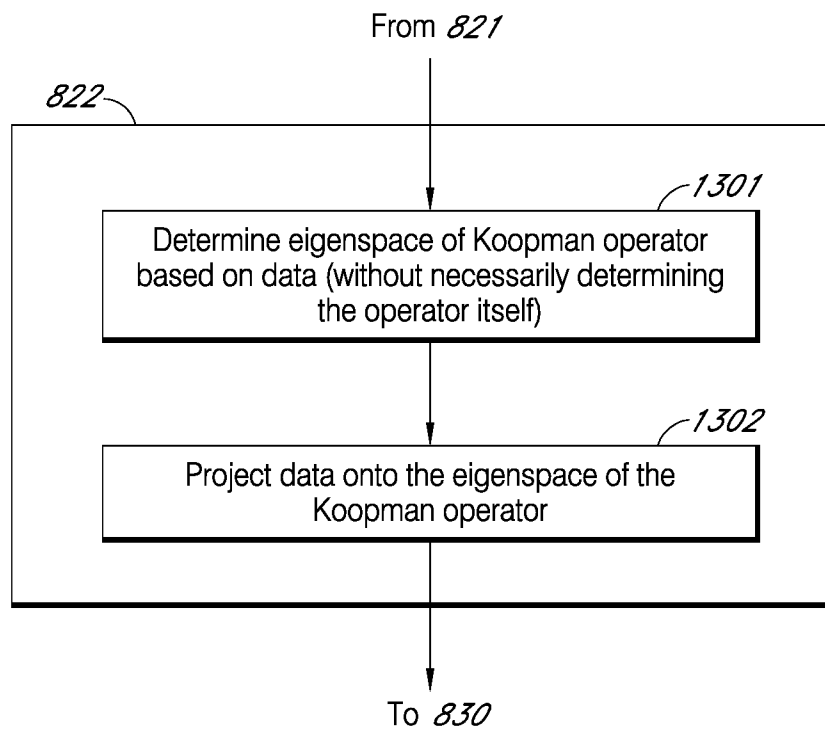 From 821
822
1301
Determine eigenspace of Koopman operator
based on data (without necessarily determining
the operator itself)
1302
Project data onto the eigenspace of the
Koopman operator
To 830